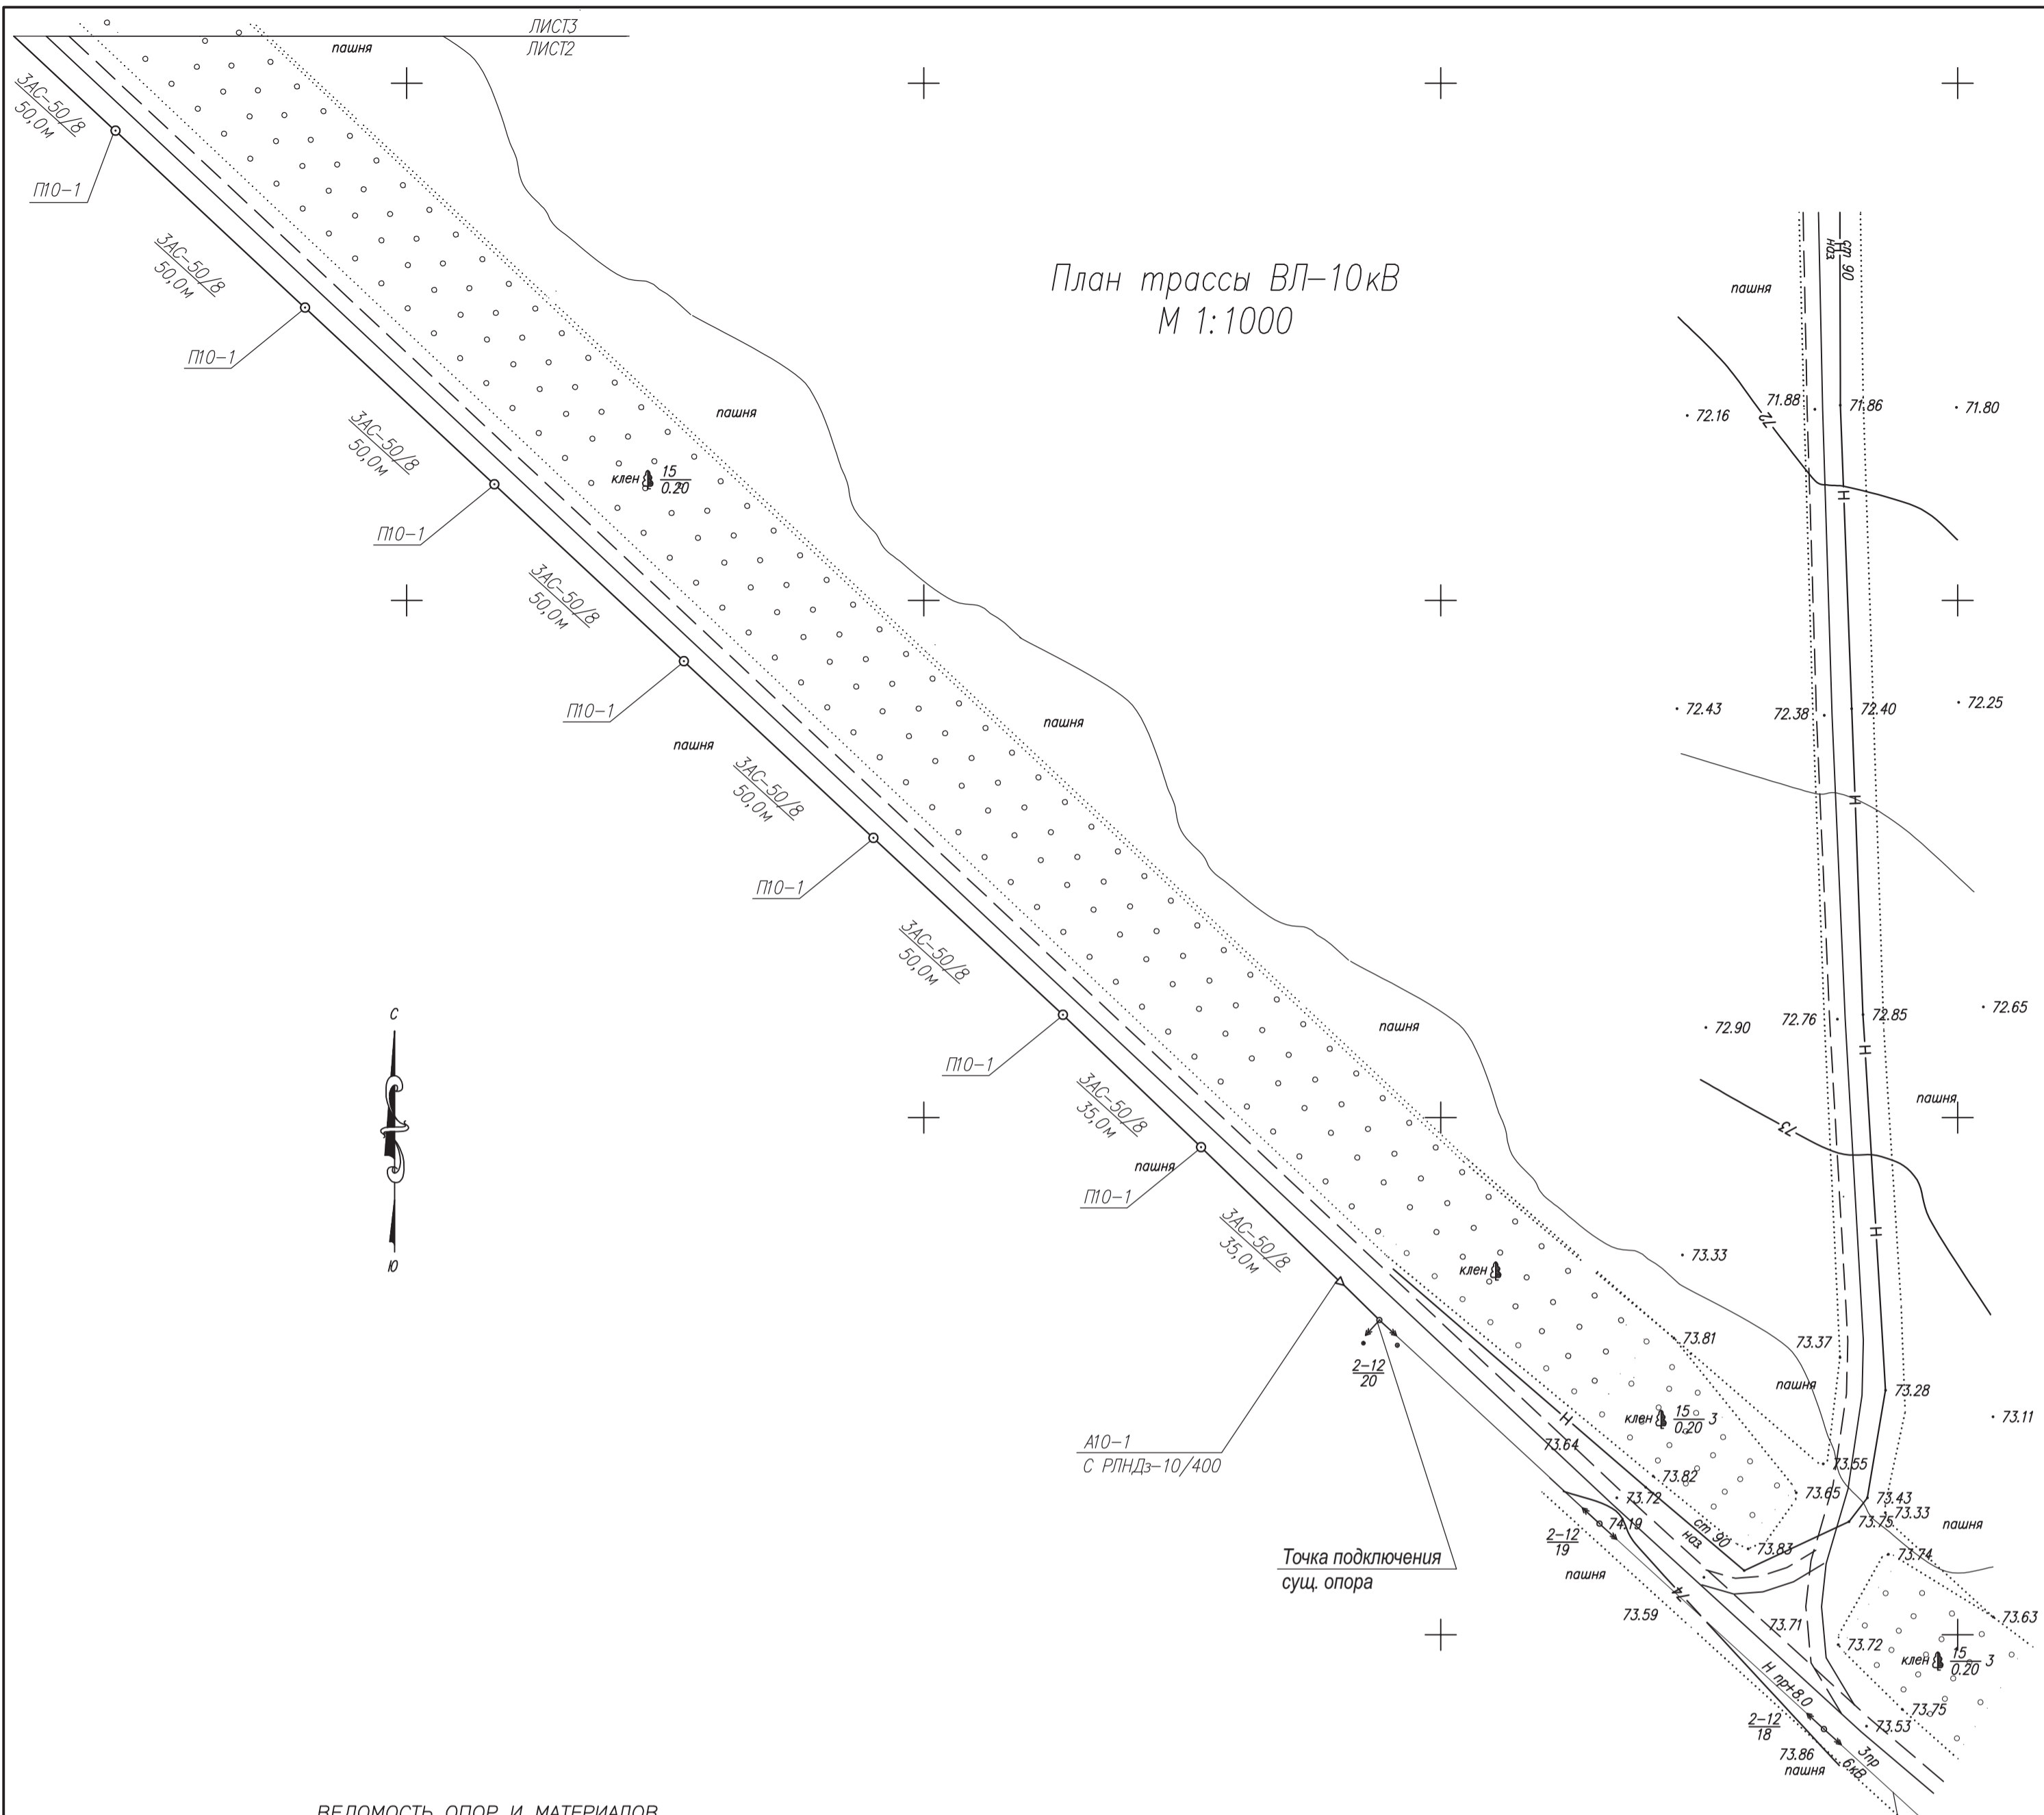 ЛИСТ3
ЛИСТ2
пашня
3АС-50/8
50,0м
П10-1
План трассы ВЛ-10кВ
М 1:1000
3АС-50/8
50,0м
П10-1
ст 90
наз
Н
пашня
71.88
71.86
71.80
72.16
72
пашня
3АС-50/8
50,0м
клен 15
0.20
Н
П10-1
3АС-50/8
50,0м
П10-1
пашня
пашня
72.43
72.38
72.40
72.25
3АС-50/8
50,0м
Н
П10-1
3АС-50/8
50,0м
С
Ю
пашня
72.90
72.76
72.85
72.65
Н
П10-1
3АС-50/8
35,0м
пашня
73
пашня
П10-1
3АС-50/8
35,0м
Н
73.33
клен
73.81
73.37
2-12
20
пашня
73.28
73.11
клен 15
0.20 3
Н
73.64
А10-1
С РЛНДз-10/400
73.55
73.82
73.65
73.72
73.43
73.33
73.75
74.19
ст 90
наз
2-12
19
73.83
пашня
73.74
Точка подключения
сущ. опора
пашня
74
73.59
73.71
73.63
73.72
клен 15
0.20 3
Н пр+8.0
73.75
2-12
18
73.53
73.86
пашня
3пр
6кВ
ВЕДОМОСТЬ ОПОР И МАТЕРИАЛОВ